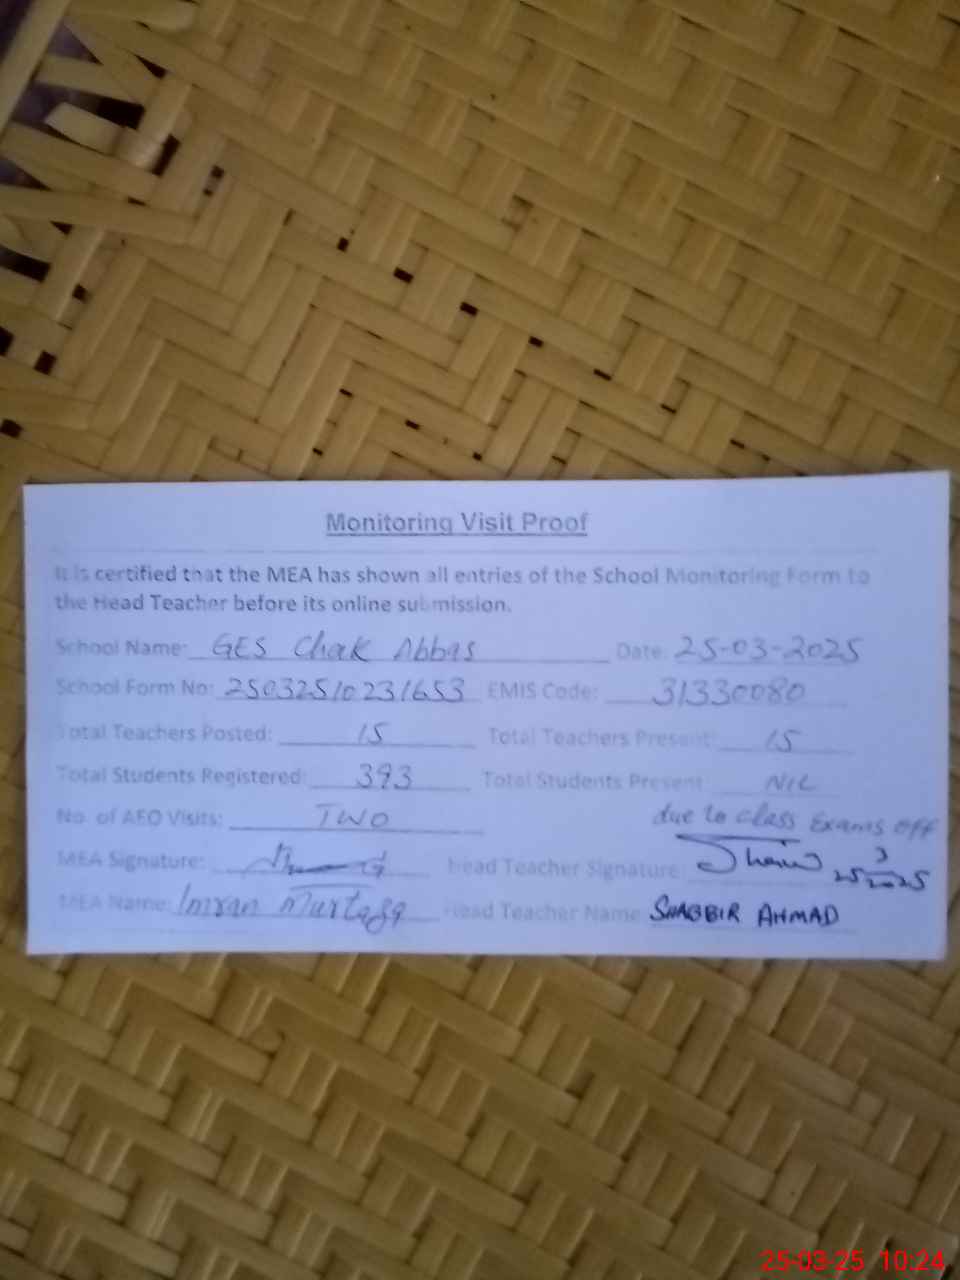 Monitoring Visit Proof
It is certified that the MEA has shown all entries of the School Monitoring Form to
the Head Teacher before its online submission.
School Name: GES Chak Abbas Date: 25-03-2025
School Form No: 25032510231653 EMIS Code: 31330080
Total Teachers Posted: 15 Total Teachers Present: 15
Total Students Registered: 393 Total Students Present: NIL
No. of AEO Visits: TWO due to class Exams off
MEA Signature: Head Teacher Signature: 25/3/2025
MEA Name: Imran Murtaza Head Teacher Name SHABBIR AHMAD
25-03-25 10:24